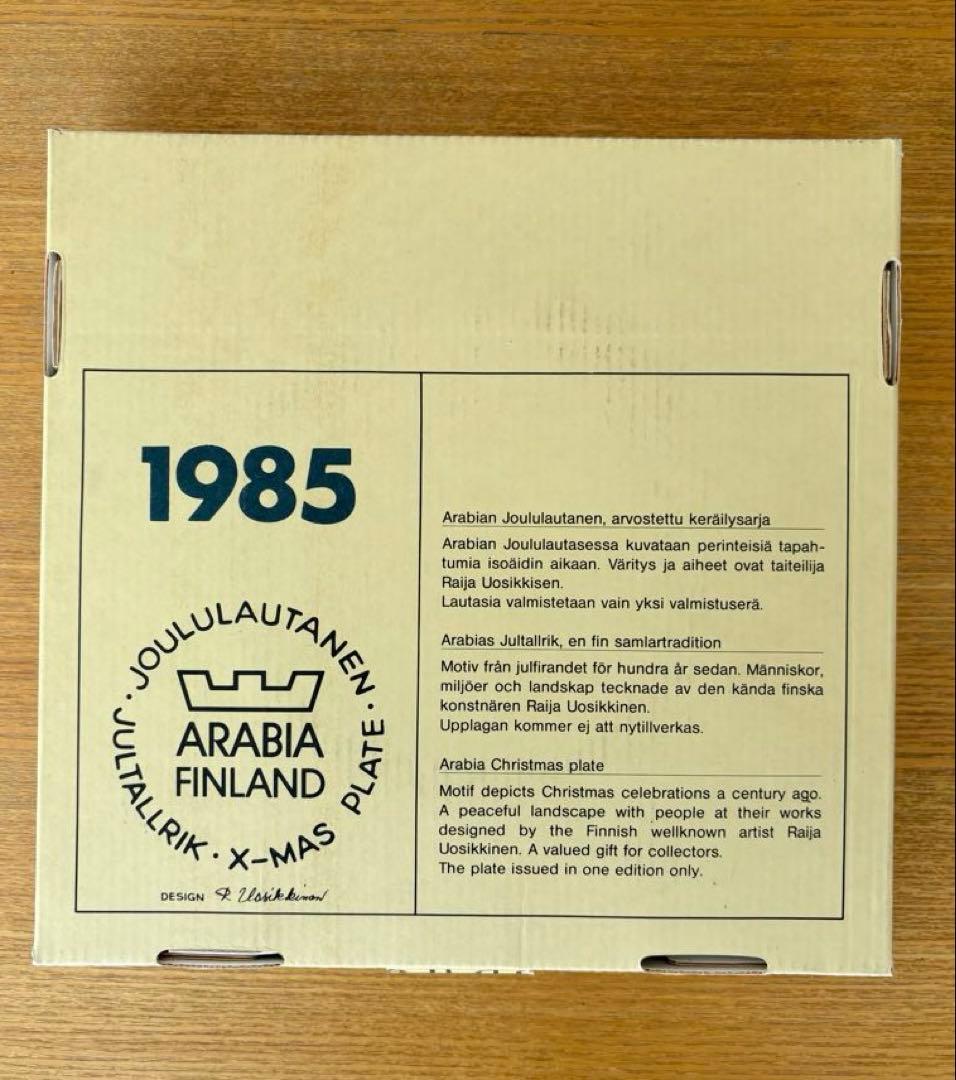 1985
JOULULAUTANEN ·
JULTALLRIK · X-MAS PLATE ·
ARABIA
FINLAND
DESIGN R Uosikkinen
Arabian Joululautanen, arvostettu keräilysarja
Arabian Joululautasessa kuvataan perinteisiä tapah-
tumia isoäidin aikaan. Väritys ja aiheet ovat taiteilija
Raija Uosikkisen.
Lautasia valmistetaan vain yksi valmistuserä.
Arabias Jultallrik, en fin samlartradition
Motiv från julfirandet för hundra år sedan. Människor,
miljöer och landskap tecknade av den kända finska
konstnären Raija Uosikkinen.
Upplagan kommer ej att nytillverkas.
Arabia Christmas plate
Motif depicts Christmas celebrations a century ago.
A peaceful landscape with people at their works
designed by the Finnish wellknown artist Raija
Uosikkinen. A valued gift for collectors.
The plate issued in one edition only.